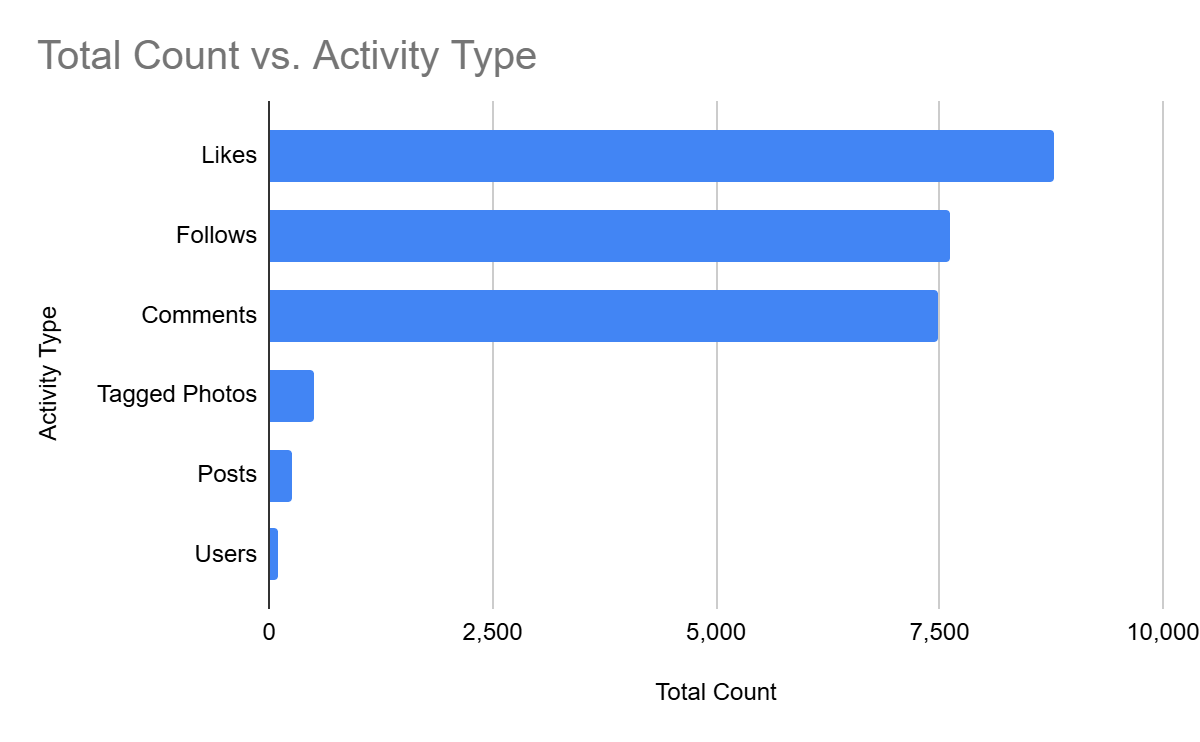 Total Count vs. Activity Type
Activity Type
Likes
Follows
Comments
Tagged Photos
Posts
Users
0
2,500
5,000
7,500
10,000
Total Count